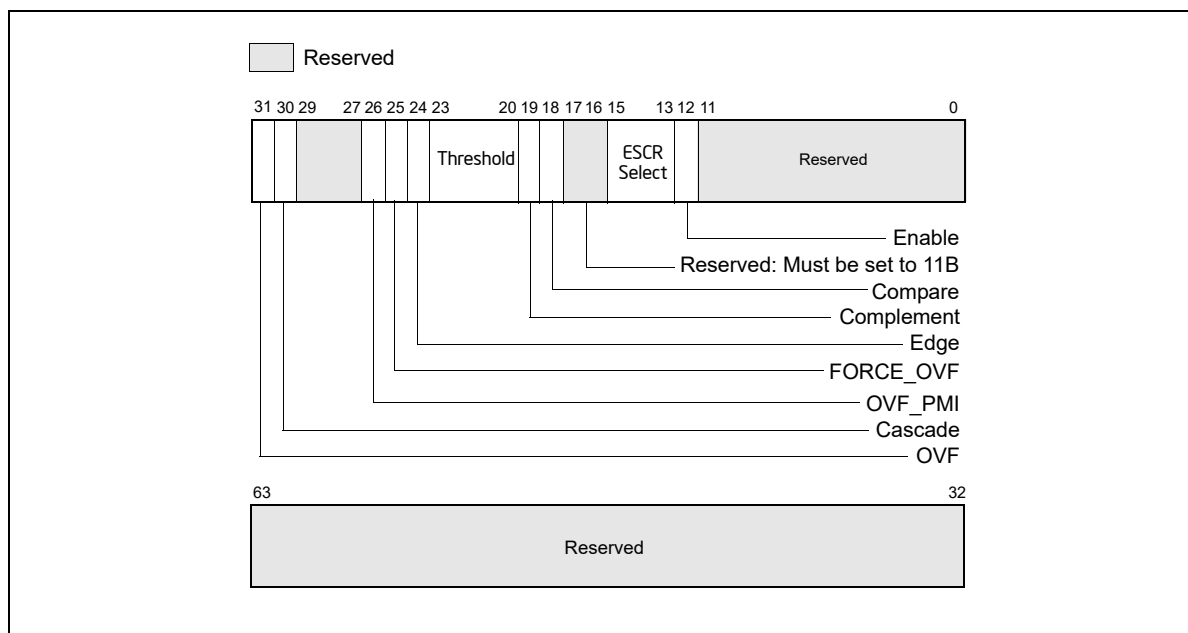 Reserved
31 30 29 27 26 25 24 23 20 19 18 17 16 15 13 12 11 0
Threshold
ESCR
Select
Reserved
Enable
Reserved: Must be set to 11B
Compare
Complement
Edge
FORCE_OVF
OVF_PMI
Cascade
OVF
63 32
Reserved